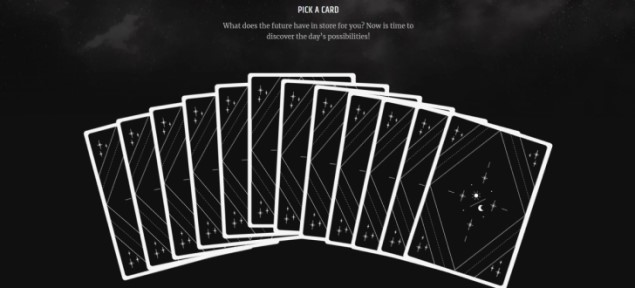 PICK A CARD
What does the future have in store for you? Now is time to
discover the day's possibilities!